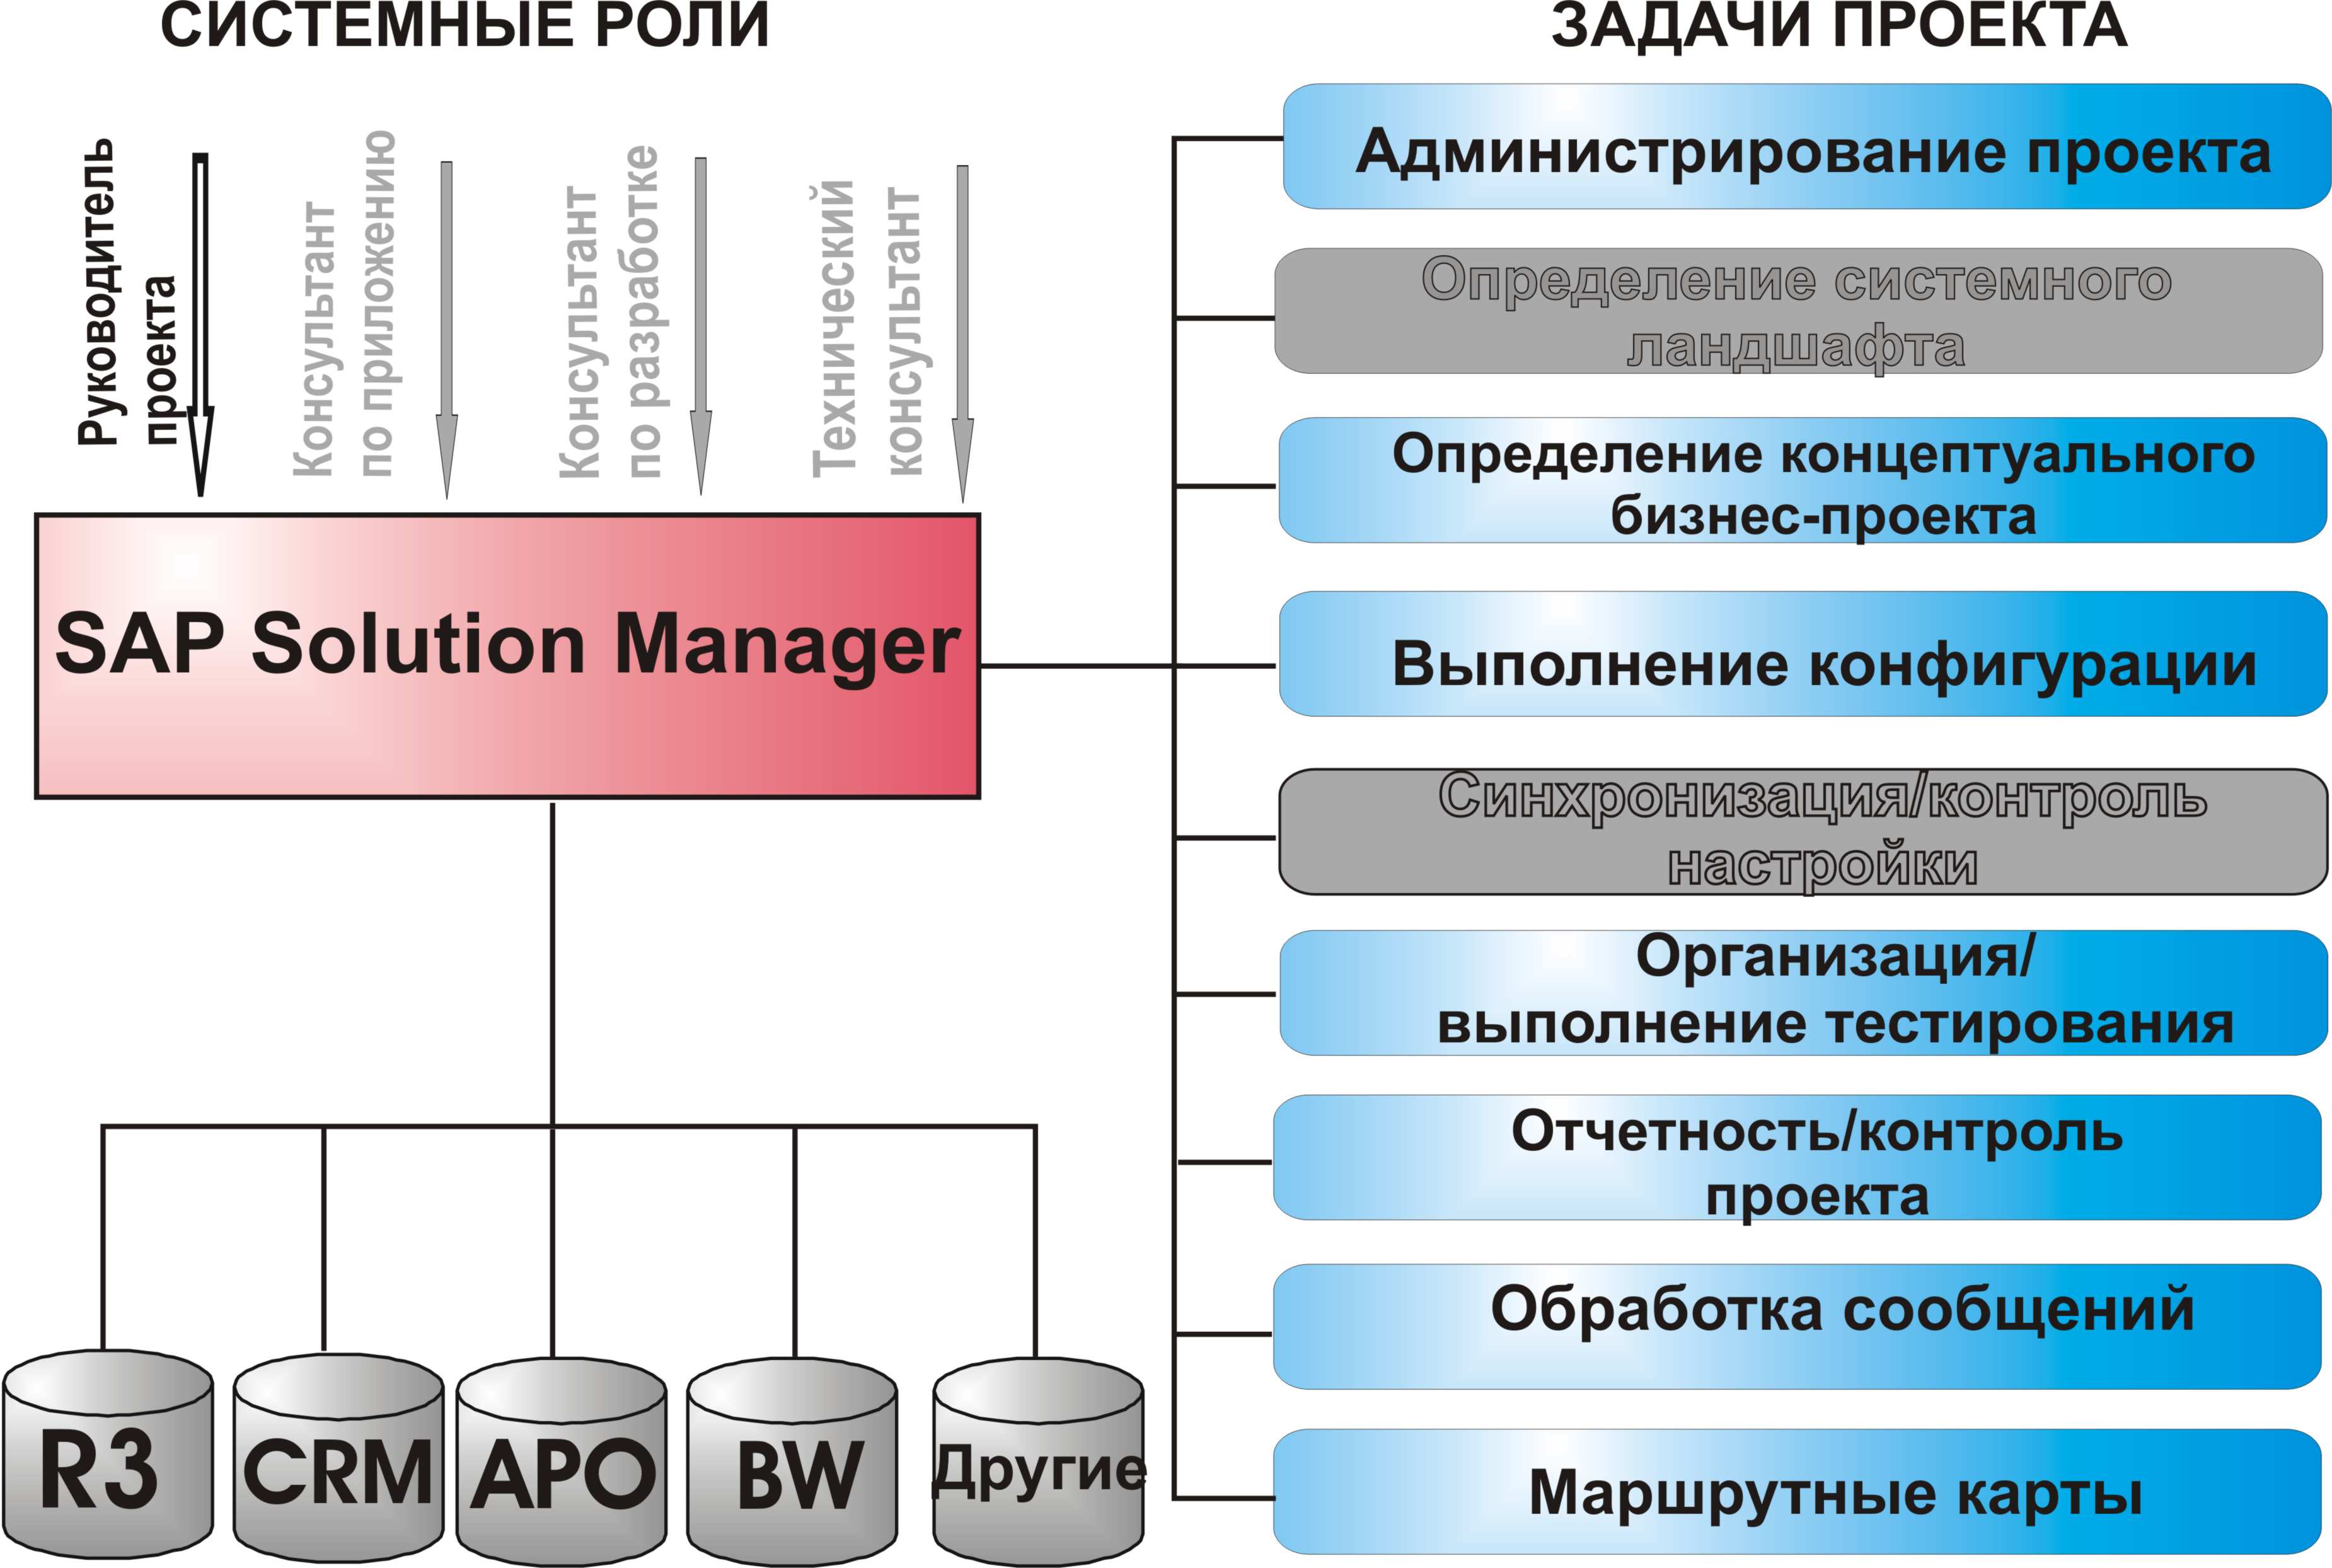 СИСТЕМНЫЕ РОЛИ
Руководитель
проекта
Консультант
по приложению
Консультант
по разработке
Технический
консультант
SAP Solution Manager
R3
CRM
APO
BW
Другие
ЗАДАЧИ ПРОЕКТА
Администрирование проекта
Определение системного
ландшафта
Определение концептуального
бизнес-проекта
Выполнение конфигурации
Синхронизация/контроль
настройки
Организация/
выполнение тестирования
Отчетность/контроль
проекта
Обработка сообщений
Маршрутные карты